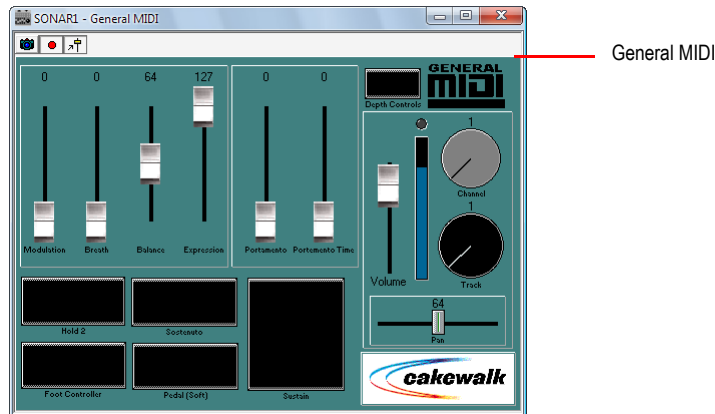 SONAR1 - General MIDI
General MIDI
0 0 64 127 0 0
GENERAL
MIDI
Depth Controls
1
Channel
1
Track
Modulation Breath Balance Expression Portamento Portemento Time
Volume
64
Pan
Hold 2 Sostenuto
Foot Controller Pedal (Soft) Sustain
cakewalk